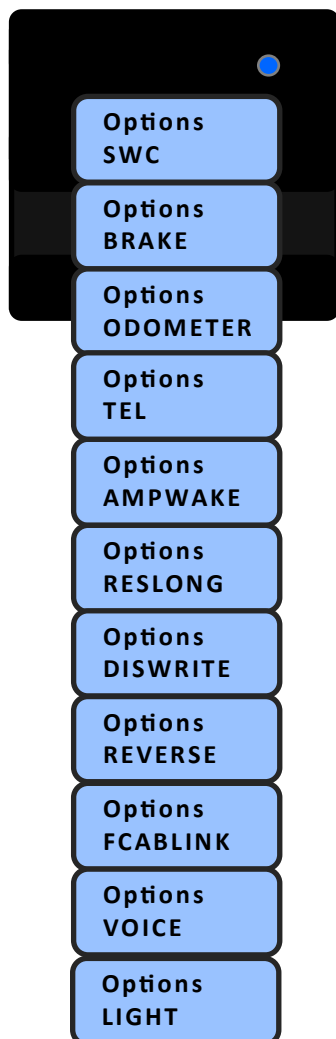 Options
SWC
Options
BRAKE
Options
ODOMETER
Options
TEL
Options
AMPWAKE
Options
RESLONG
Options
DISWRITE
Options
REVERSE
Options
FCABLINK
Options
VOICE
Options
LIGHT